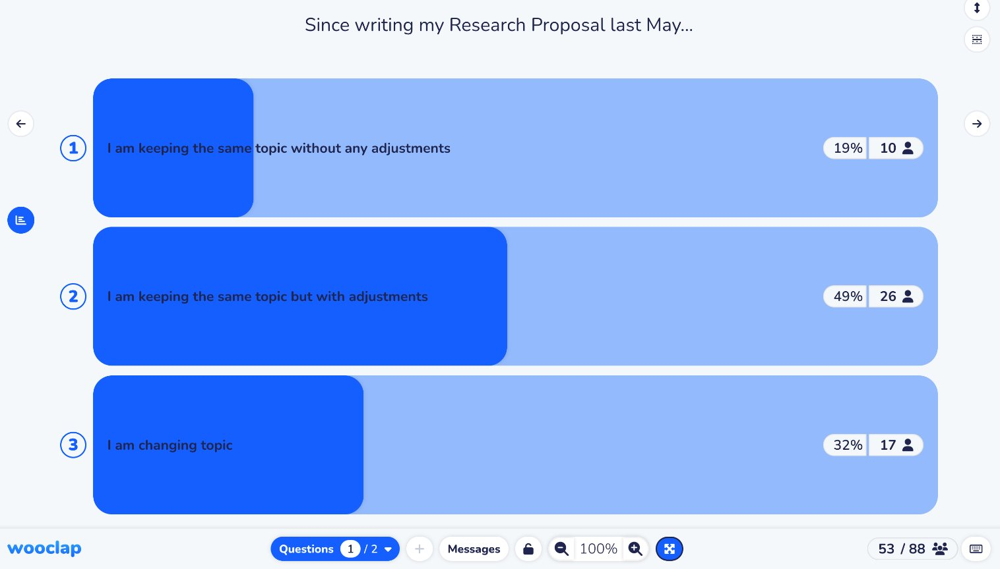 Since writing my Research Proposal last May...
1 I am keeping the same topic without any adjustments 19% 10
2 I am keeping the same topic but with adjustments 49% 26
3 I am changing topic 32% 17
wooclap Questions 1 / 2 + Messages 100% 53 / 88